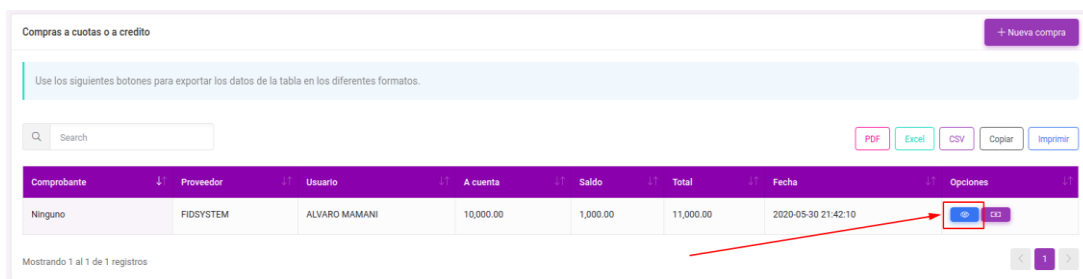 Compras a cuotas o a credito
+ Nueva compra
Use los siguientes botones para exportar los datos de la tabla en los diferentes formatos.
Search
PDF Excel CSV Copiar Imprimir
Comprobante Proveedor Usuario A cuenta Saldo Total Fecha Opciones
Ninguno FIDSYSTEM ALVARO MAMANI 10,000.00 1,000.00 11,000.00 2020-05-30 21:42:10
Mostrando 1 al 1 de 1 registros
1